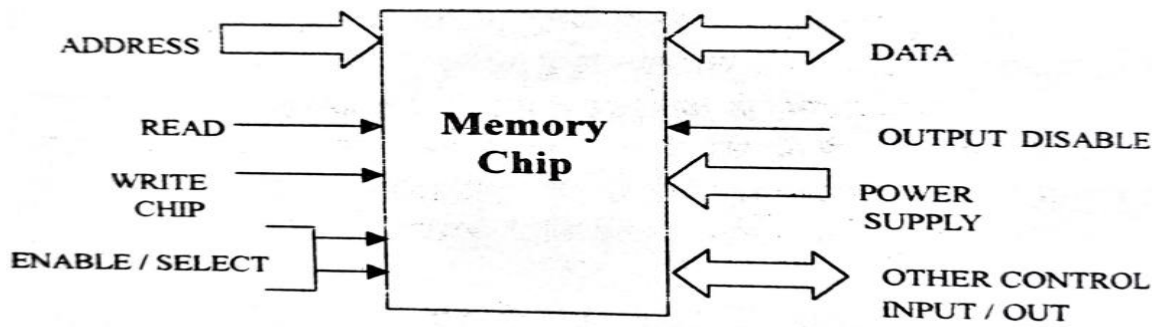 ADDRESS
READ
WRITE
CHIP
ENABLE / SELECT
Memory
Chip
DATA
OUTPUT DISABLE
POWER
SUPPLY
OTHER CONTROL
INPUT / OUT